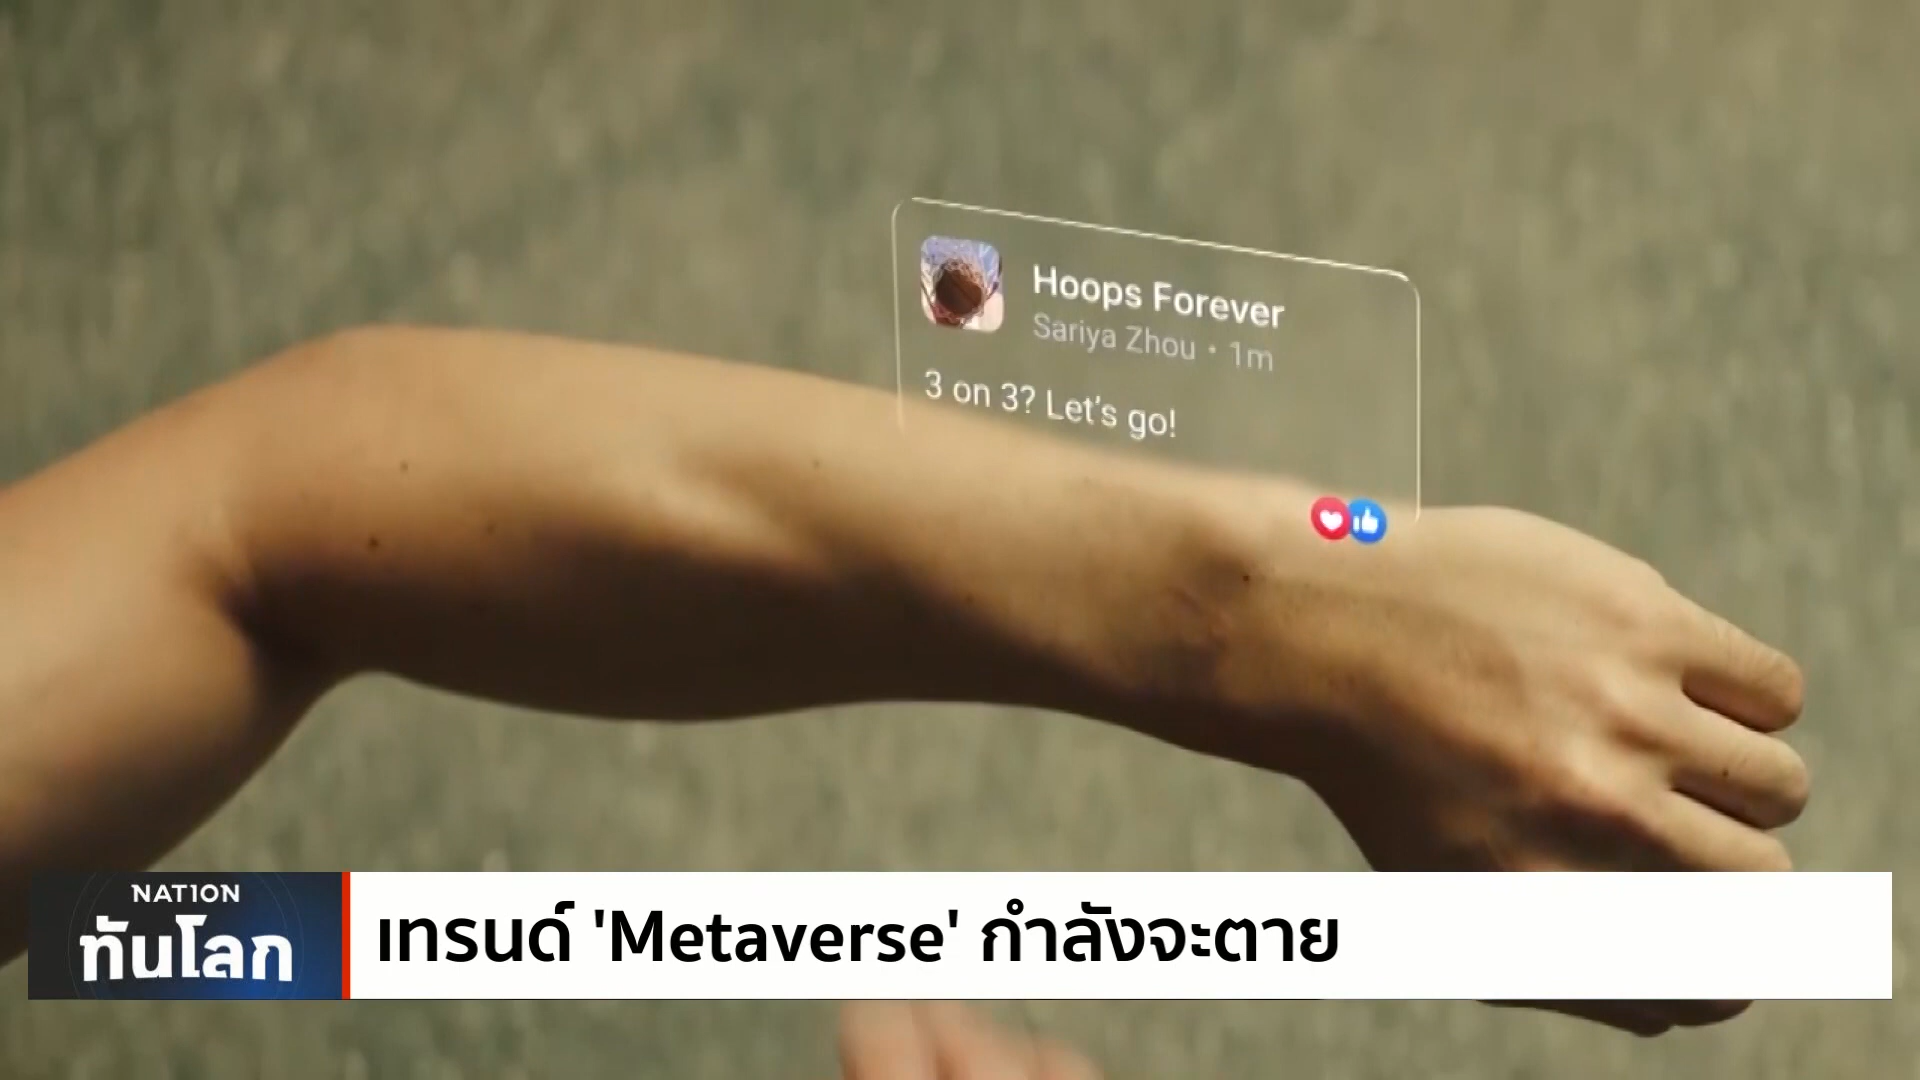 Hoops Forever
Sariya Zhou • 1m
3 on 3? Let's go!
NATION
ทันโลก
เทรนด์ 'Metaverse' กำลังจะตาย